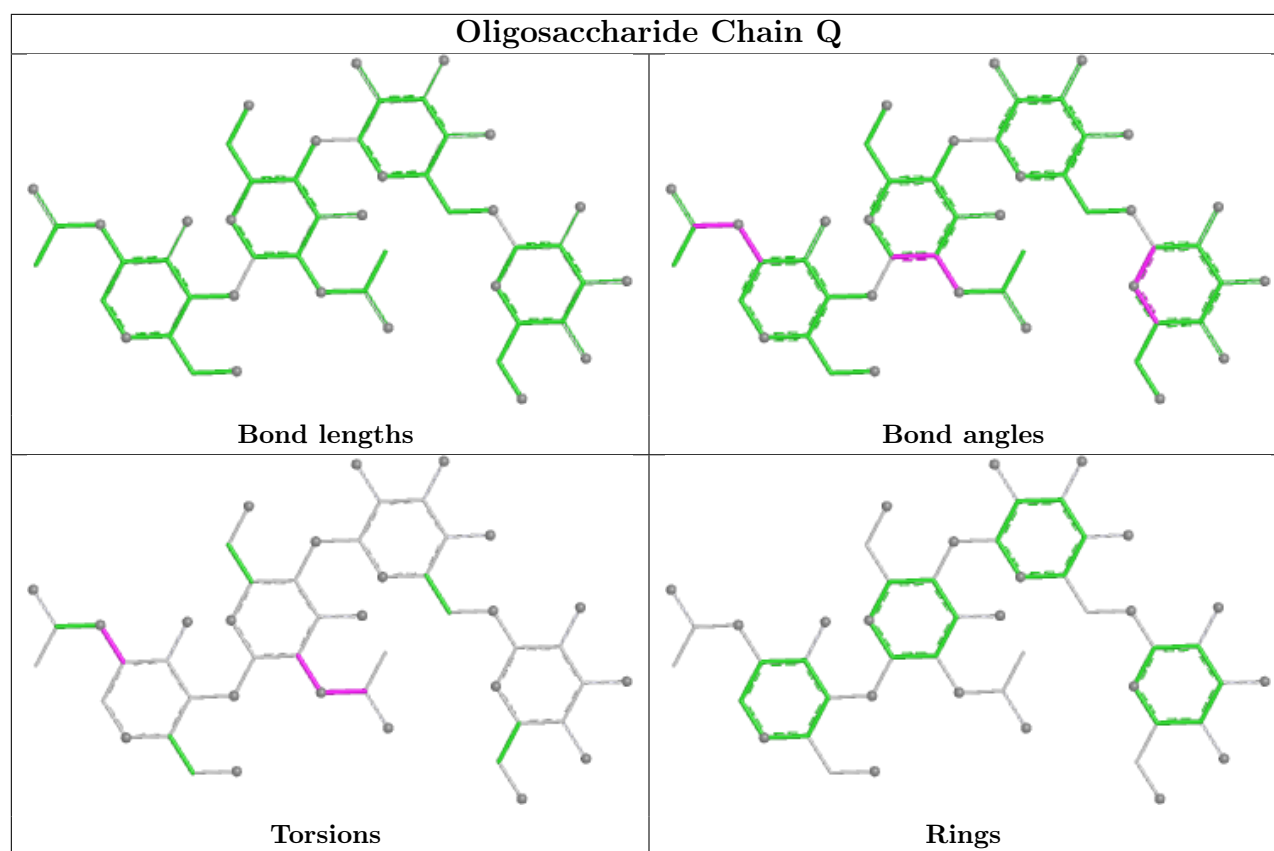 Oligosaccharide Chain Q
Bond lengths
Bond angles
Torsions
Rings